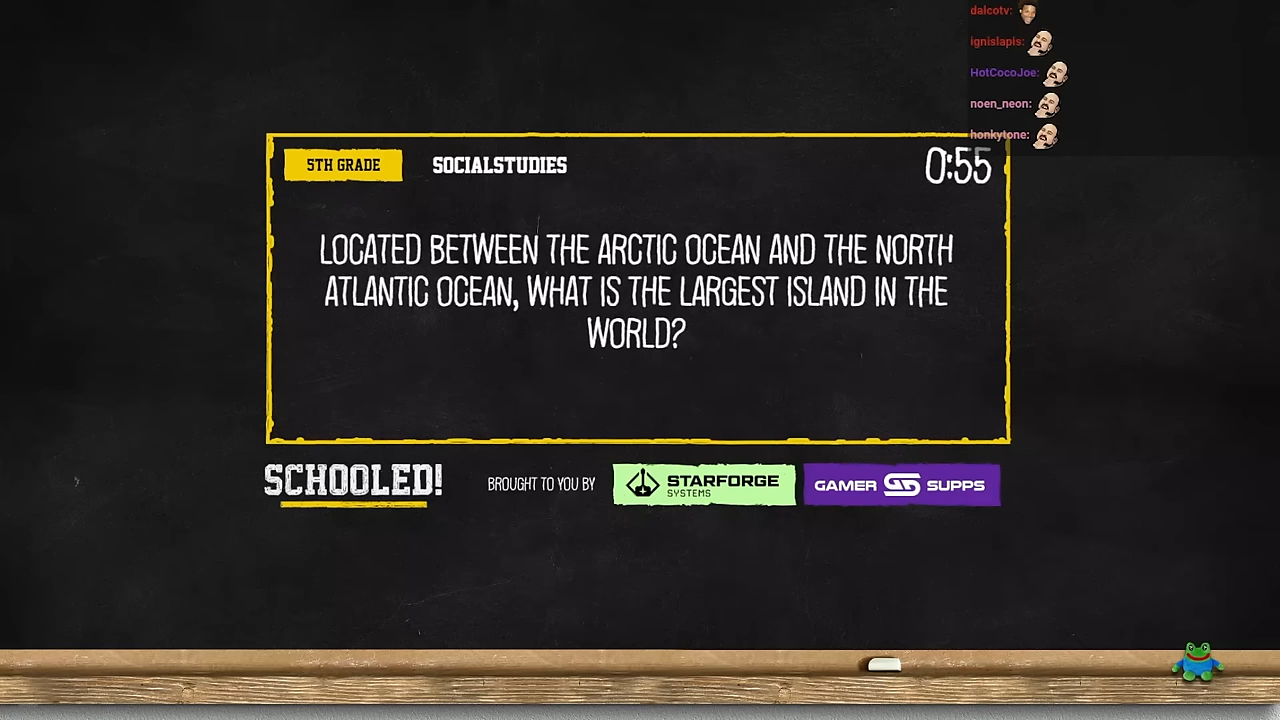 dalcotv:
ignislapis:
HotCocoJoe:
noen_neon:
honkytone:
5TH GRADE
SOCIALSTUDIES
0:55
LOCATED BETWEEN THE ARCTIC OCEAN AND THE NORTH
ATLANTIC OCEAN, WHAT IS THE LARGEST ISLAND IN THE
WORLD?
SCHOOLED!
BROUGHT TO YOU BY
STARFORGE
SYSTEMS
GAMER SUPPS